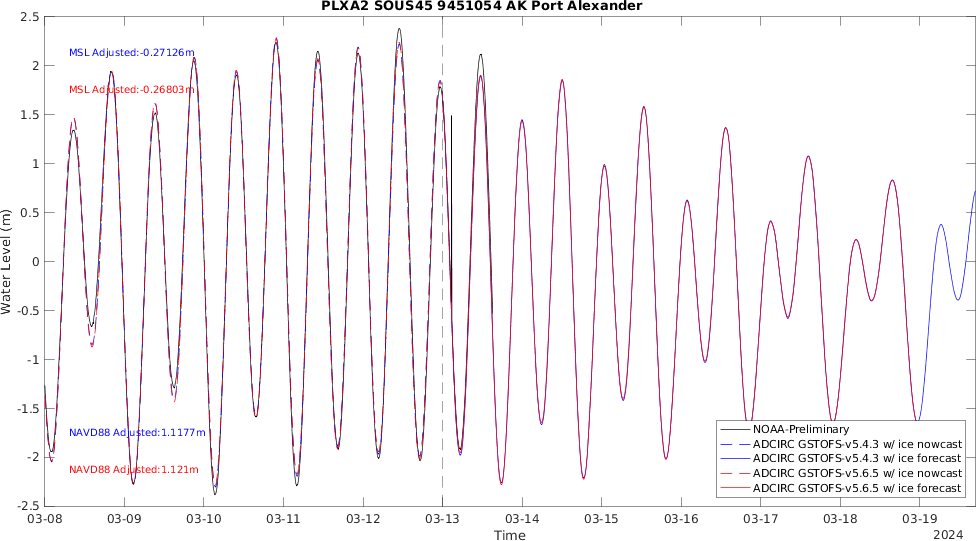 PLXA2 SOUS45 9451054 AK Port Alexander
2.5
2
1.5
1
0.5
0
-0.5
-1
-1.5
-2
-2.5
Water Level (m)
MSL Adjusted:-0.27126m
MSL Adjusted:-0.26803m
NAVD88 Adjusted:1.1177m
NAVD88 Adjusted:1.121m
NOAA-Preliminary
ADCIRC GSTOFS-v5.4.3 w/ ice nowcast
ADCIRC GSTOFS-v5.4.3 w/ ice forecast
ADCIRC GSTOFS-v5.6.5 w/ ice nowcast
ADCIRC GSTOFS-v5.6.5 w/ ice forecast
03-08 03-09 03-10 03-11 03-12 03-13 03-14 03-15 03-16 03-17 03-18 03-19
Time
2024